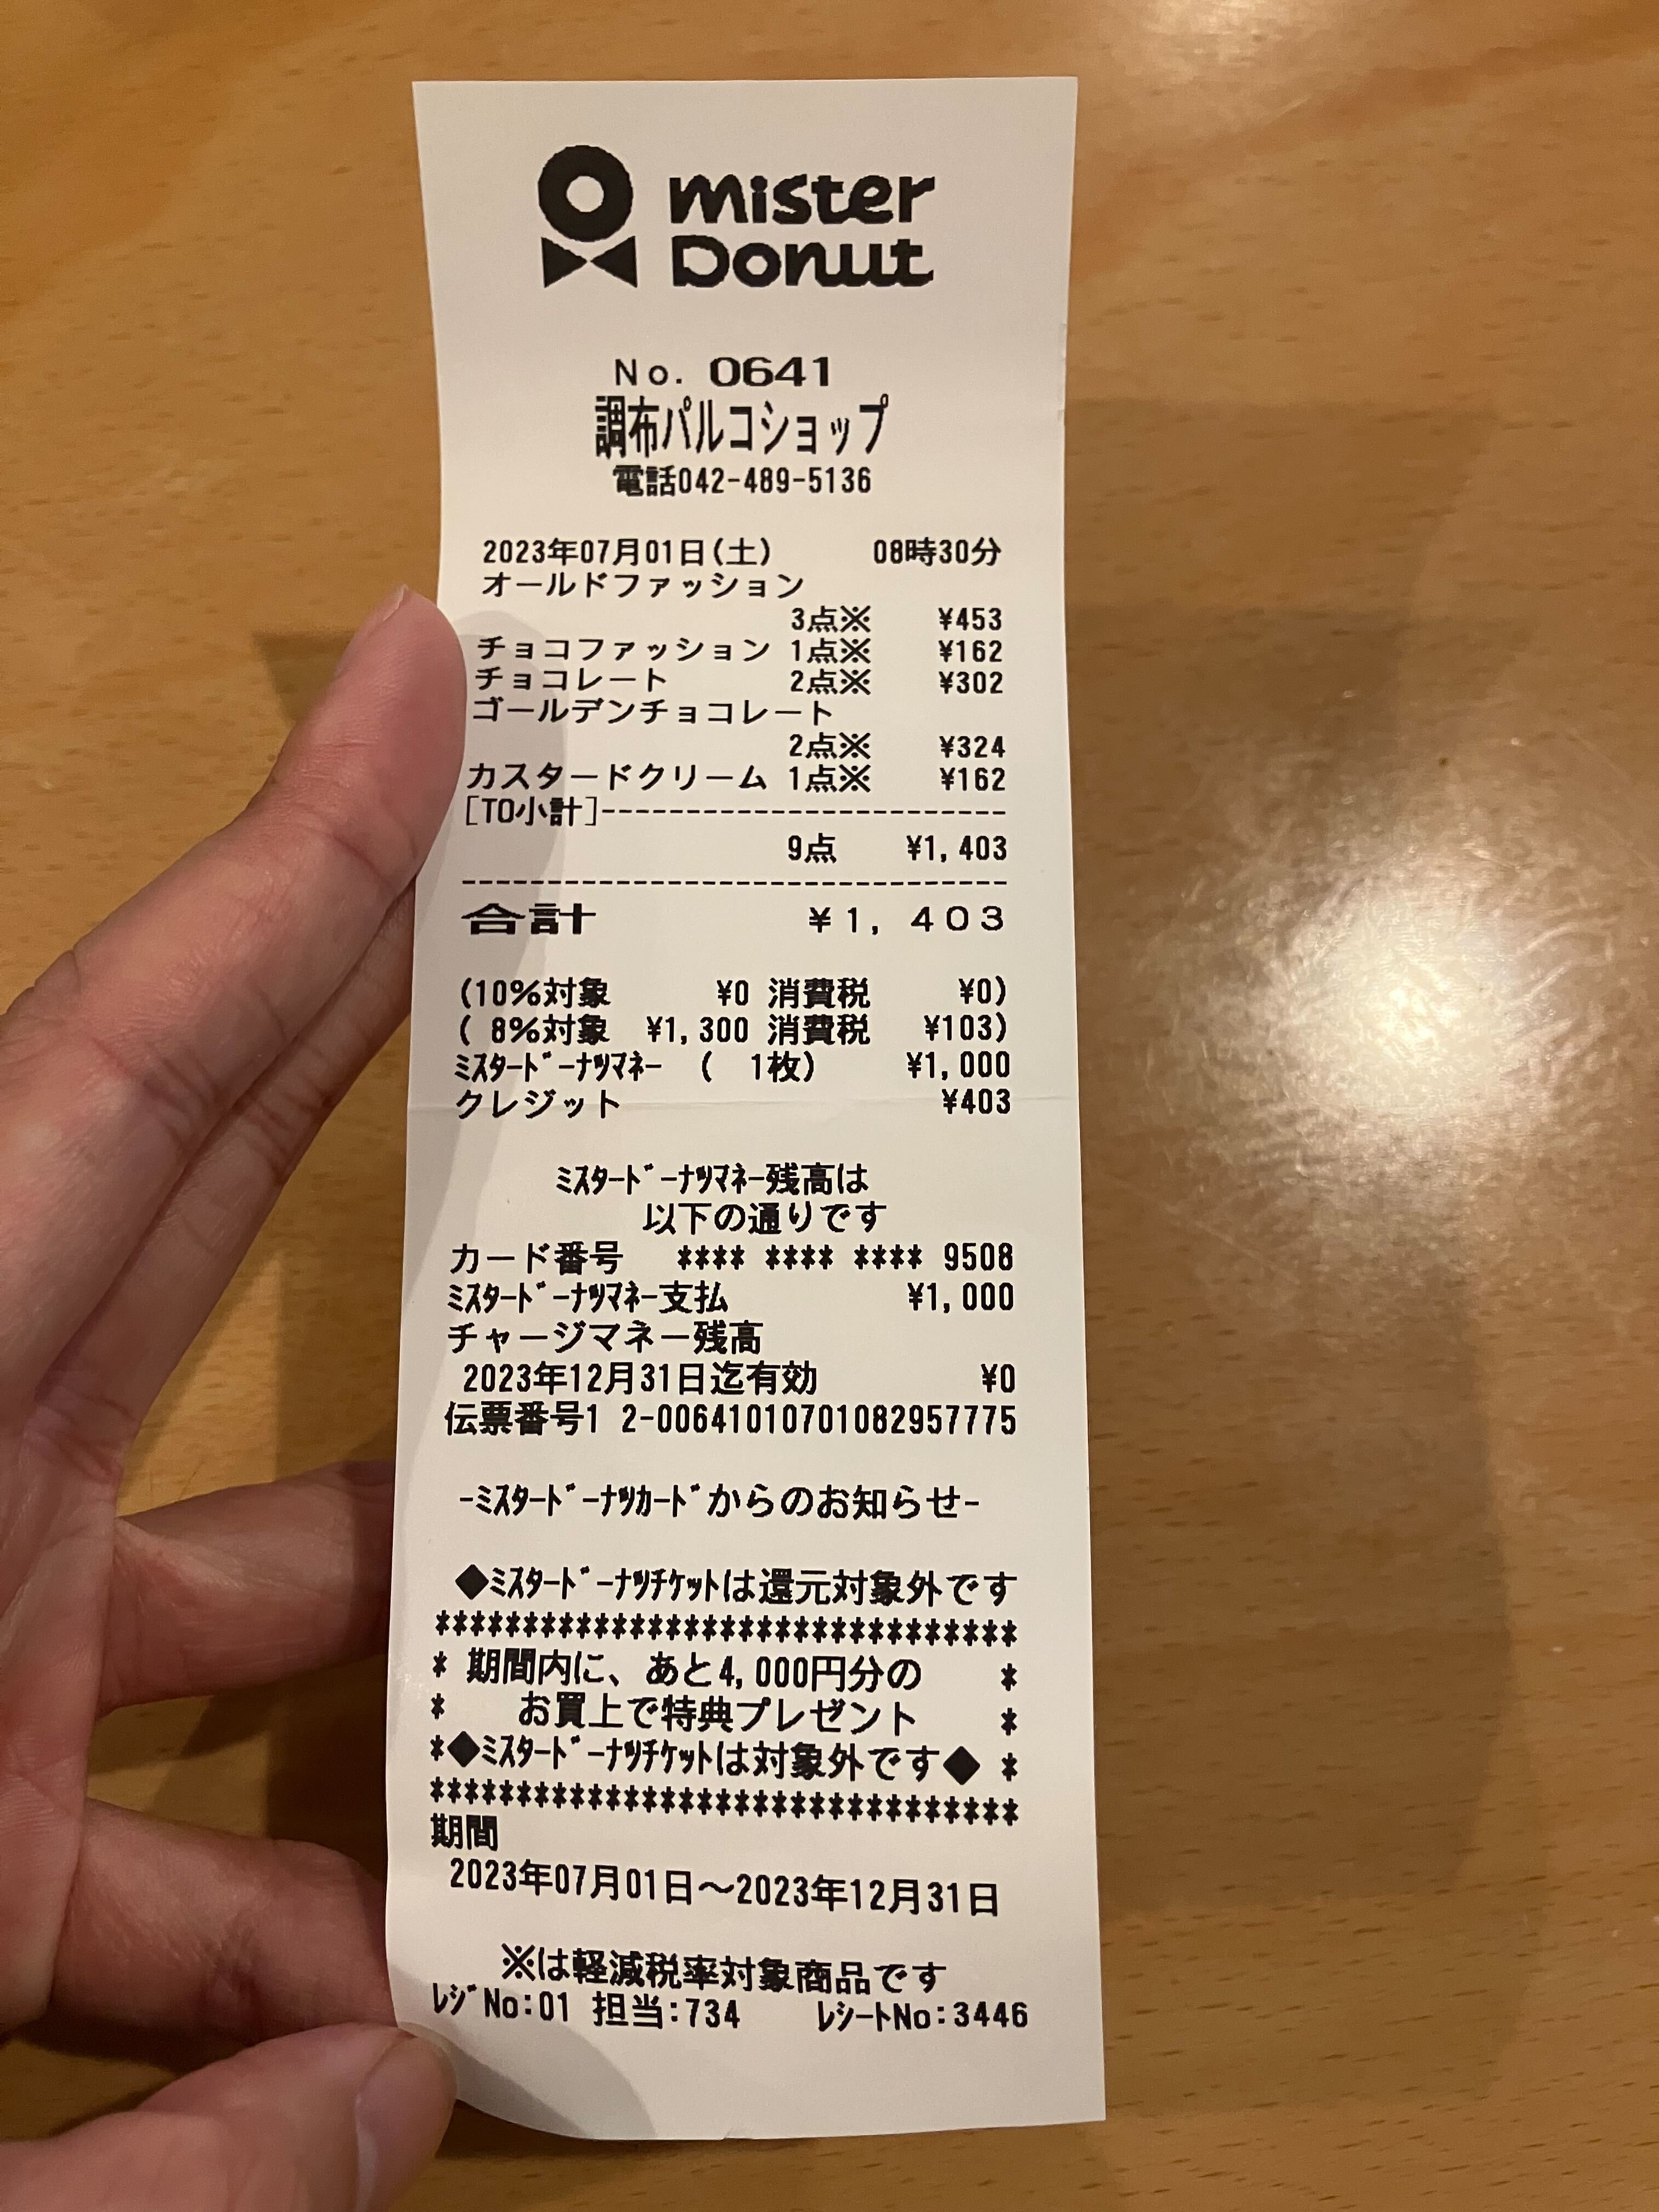 mister
Donut
No. 0641
調布パルコショップ
電話042-489-5136
2023年07月01日(土) 08時30分
オールドファッション
3点※ ¥453
チョコファッション 1点※ ¥162
チョコレート 2点※ ¥302
ゴールデンチョコレート
2点※ ¥324
カスタードクリーム 1点※ ¥162
[TO小計]-----------------------
9点 ¥1,403
--------------------------------
合計 ¥1,403
(10%対象 ¥0 消費税 ¥0)
( 8%対象 ¥1,300 消費税 ¥103)
ﾐｽﾀｰﾄﾞｰﾅﾂﾏﾈｰ ( 1枚) ¥1,000
クレジット ¥403
ﾐｽﾀｰﾄﾞｰﾅﾂﾏﾈｰ残高は
以下の通りです
カード番号 **** **** **** 9508
ﾐｽﾀｰﾄﾞｰﾅﾂﾏﾈｰ支払 ¥1,000
チャージマネー残高
2023年12月31日迄有効 ¥0
伝票番号1 2-00641010701082957775
-ﾐｽﾀｰﾄﾞｰﾅﾂｶｰﾄﾞからのお知らせ-
◆ﾐｽﾀｰﾄﾞｰﾅﾂﾁｹｯﾄは還元対象外です
********************************
* 期間内に、あと4,000円分の *
* お買上で特典プレゼント *
*◆ﾐｽﾀｰﾄﾞｰﾅﾂﾁｹｯﾄは対象外です◆ *
********************************
期間
2023年07月01日～2023年12月31日
※は軽減税率対象商品です
ﾚｼﾞNo:01 担当:734 ﾚｼｰﾄNo:3446